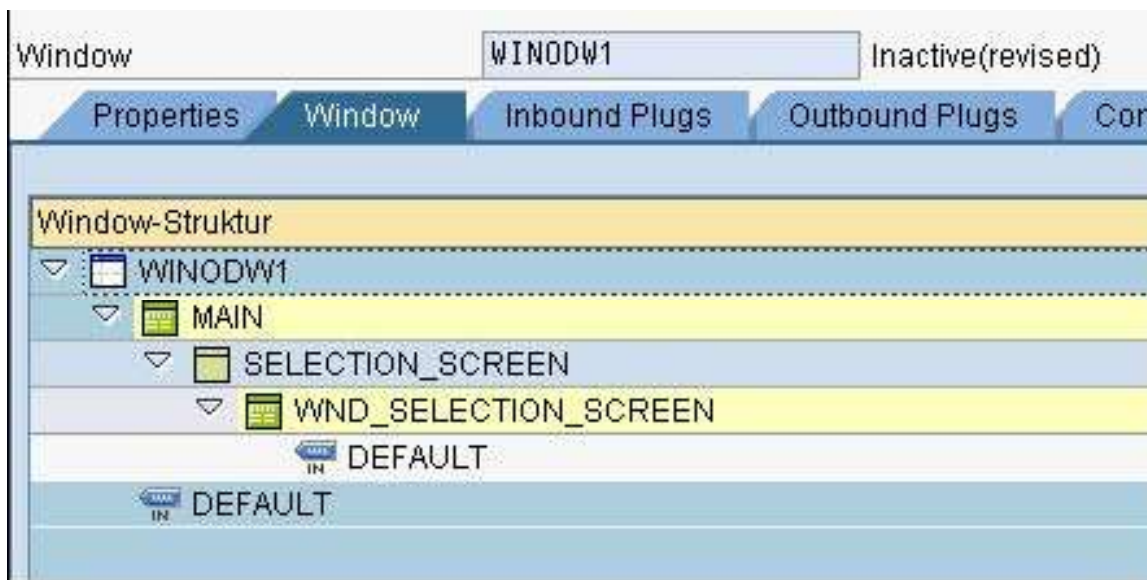 Window WINODW1 Inactive(revised)
Properties Window Inbound Plugs Outbound Plugs Con
Window-Struktur
WINODW1
MAIN
SELECTION_SCREEN
WND_SELECTION_SCREEN
IN DEFAULT
IN DEFAULT